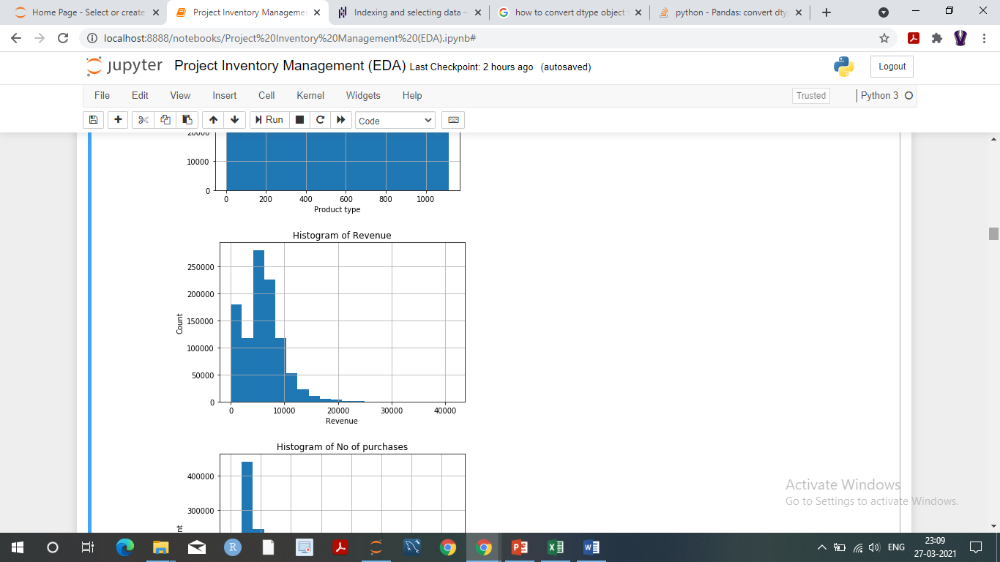 Home Page - Select or create
Project Inventory Manageme
Indexing and selecting data –
how to convert dtype object
python - Pandas: convert dty
localhost:8888/notebooks/Project%20Inventory%20Management%20(EDA).ipynb#
jupyter Project Inventory Management (EDA) Last Checkpoint: 2 hours ago (autosaved)
Logout
File Edit View Insert Cell Kernel Widgets Help
Trusted
Python 3
Run
Code
20000
10000
0
0 200 400 600 800 1000
Product type
Histogram of Revenue
250000
200000
150000
100000
50000
0
Count
0 10000 20000 30000 40000
Revenue
Histogram of No of purchases
400000
300000
nt
Activate Windows
Go to Settings to activate Windows.
R
ENG
23:09
27-03-2021